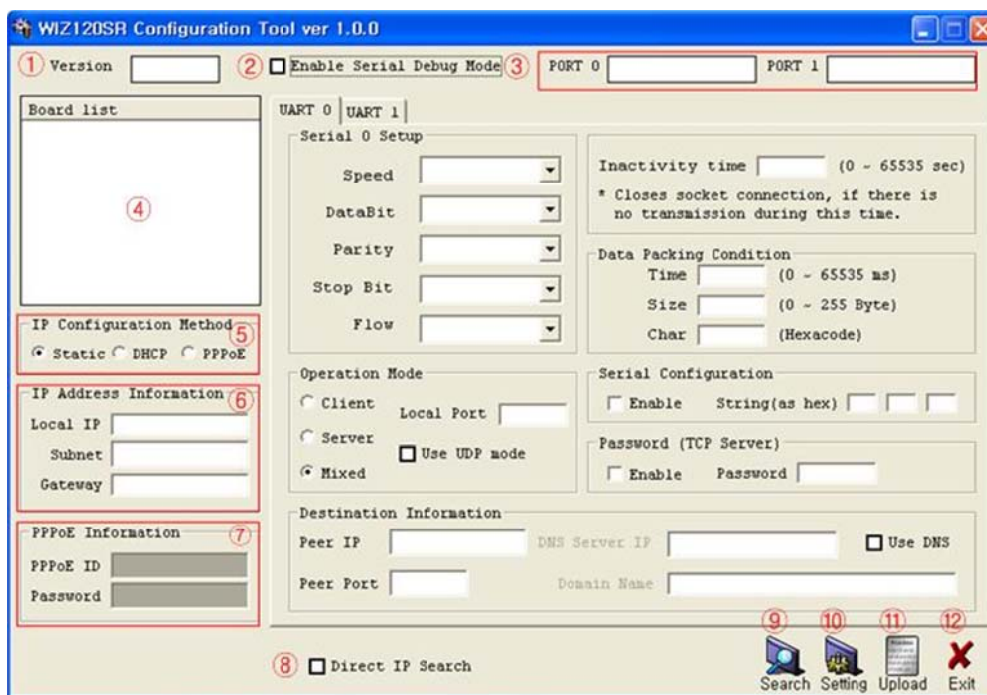 WIZ120SR Configuration Tool ver 1.0.0
① Version ② Enable Serial Debug Mode ③ PORT 0 PORT 1
Board list
④
⑤
IP Configuration Method
Static DHCP PPPoE
⑥
IP Address Information
Local IP
Subnet
Gateway
⑦
PPPoE Information
PPPoE ID
Password
UART 0 UART 1
Serial 0 Setup
Speed
DataBit
Parity
Stop Bit
Flow
Inactivity time (0 ~ 65535 sec)
* Closes socket connection, if there is
no transmission during this time.
Data Packing Condition
Time (0 ~ 65535 ms)
Size (0 ~ 255 Byte)
Char (Hexacode)
Operation Mode
Client
Server
Mixed
Local Port
Use UDP mode
Serial Configuration
Enable String(as hex)
Password (TCP Server)
Enable Password
Destination Information
Peer IP DNS Server IP Use DNS
Peer Port Domain Name
⑧ Direct IP Search
⑨ ⑩ ⑪ ⑫
Search Setting Upload Exit